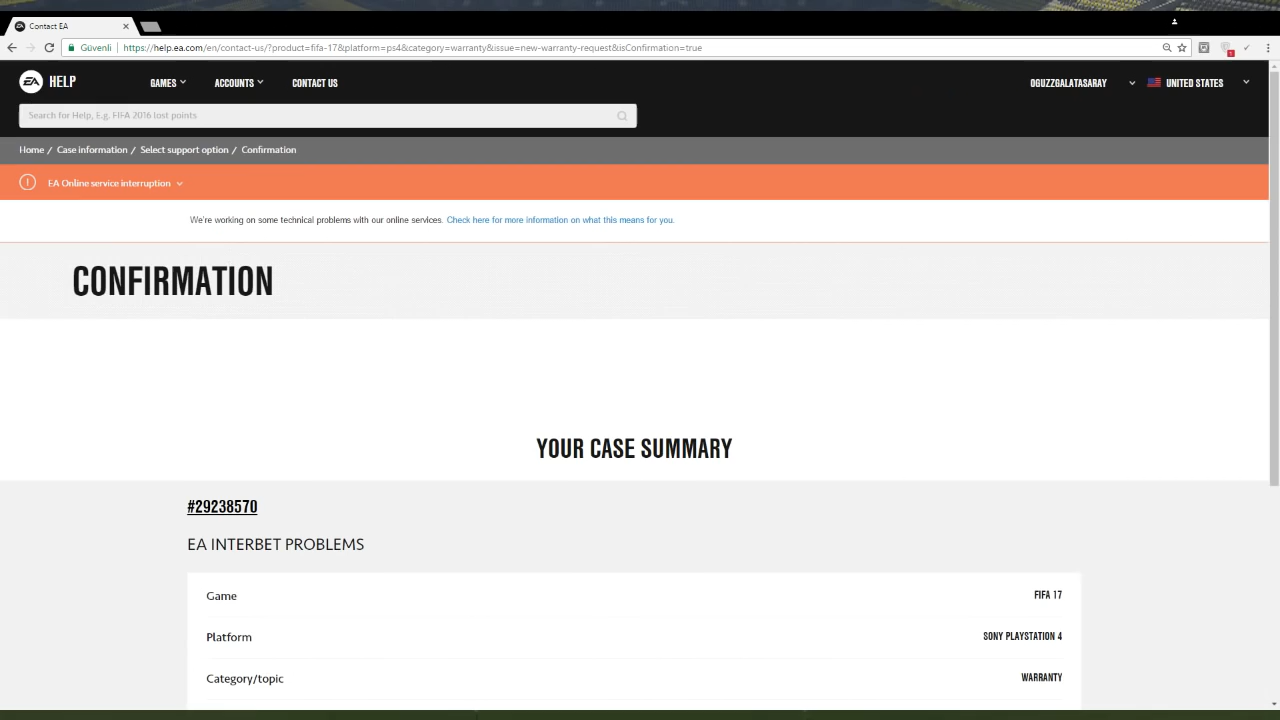 Contact EA
Güvenli
https://help.ea.com/en/contact-us/?product=fifa-17&platform=ps4&category=warranty&issue=new-warranty-request&isConfirmation=true
EA HELP GAMES ACCOUNTS CONTACT US OGUZZGALATASARAY UNITED STATES
Search for Help, E.g. FIFA 2016 lost points
Home / Case information / Select support option / Confirmation
EA Online service interruption
We're working on some technical problems with our online services. Check here for more information on what this means for you.
CONFIRMATION
YOUR CASE SUMMARY
#29238570
EA INTERBET PROBLEMS
Game FIFA 17
Platform SONY PLAYSTATION 4
Category/topic WARRANTY